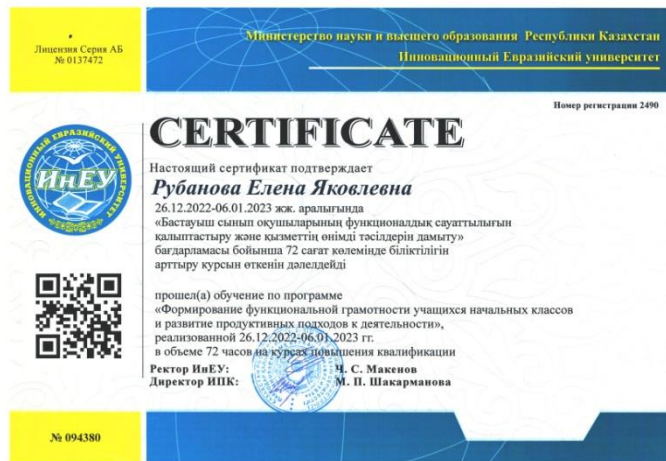 Лицензия Серия АБ
№ 0137472
Министерство науки и высшего образования Республики Казахстан
Инновационный Евразийский университет
Номер регистрации 2490
CERTIFICATE
ИННОВАЦИОННЫЙ ЕВРАЗИЙСКИЙ УНИВЕРСИТЕТ
ИнЕУ
Настоящий сертификат подтверждает
Рубанова Елена Яковлевна
26.12.2022-06.01.2023 жж. аралығында
«Бастауыш сынып оқушыларының функционалдық сауаттылығын
қалыптастыру және қызметтің өнімді тәсілдерін дамыту»
бағдарламасы бойынша 72 сағат көлемінде біліктілігін
арттыру курсын өткенін дәлелдейді
прошел(а) обучение по программе
«Формирование функциональной грамотности учащихся начальных классов
и развитие продуктивных подходов к деятельности»,
реализованной 26.12.2022-06.01.2023 гг.
в объеме 72 часов на курсах повышения квалификации
Ректор ИнЕУ: Ч. С. Макенов
Директор ИПК: М. П. Шакарманова
№ 094380